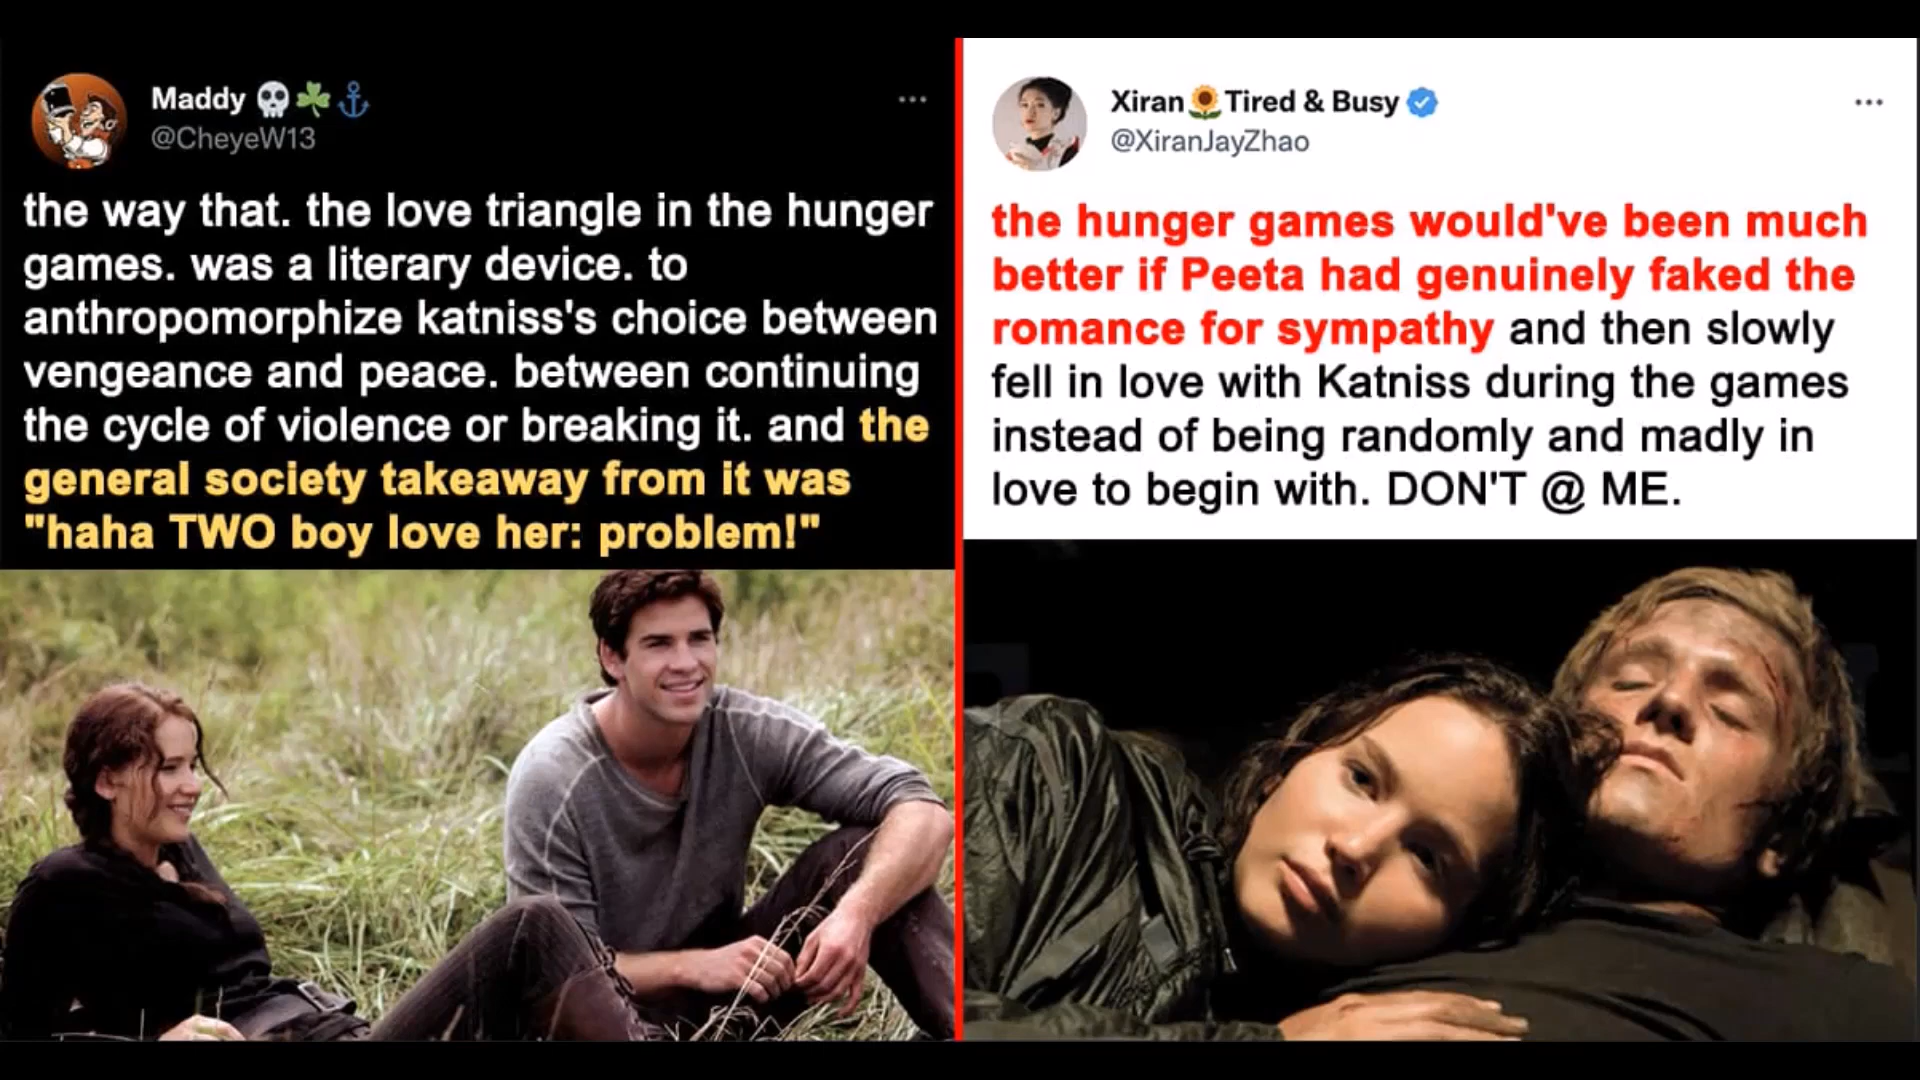 Maddy 💀☘️⚓
@CheyeW13
the way that. the love triangle in the hunger
games. was a literary device. to
anthropomorphize katniss's choice between
vengeance and peace. between continuing
the cycle of violence or breaking it. and the
general society takeaway from it was
"haha TWO boy love her: problem!"
Xiran🌻Tired & Busy
@XiranJayZhao
the hunger games would've been much
better if Peeta had genuinely faked the
romance for sympathy and then slowly
fell in love with Katniss during the games
instead of being randomly and madly in
love to begin with. DON'T @ ME.